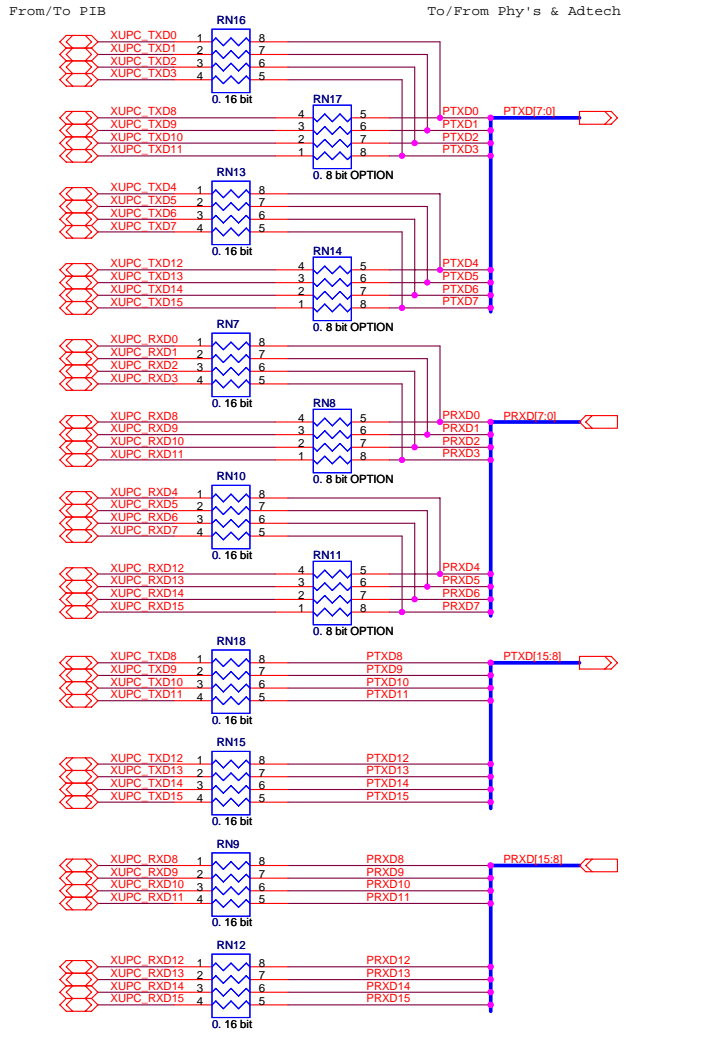 From/To PIB To/From Phy's & Adtech
RN16
XUPC_TXD0 1 8
XUPC_TXD1 2 7
XUPC_TXD2 3 6
XUPC_TXD3 4 5
0. 16 bit
RN17
XUPC_TXD8 4 5 PTXD0 PTXD[7:0]
XUPC_TXD9 3 6 PTXD1
XUPC_TXD10 2 7 PTXD2
XUPC_TXD11 1 8 PTXD3
0. 8 bit OPTION
RN13
XUPC_TXD4 1 8
XUPC_TXD5 2 7
XUPC_TXD6 3 6
XUPC_TXD7 4 5
0. 16 bit
RN14
XUPC_TXD12 4 5 PTXD4
XUPC_TXD13 3 6 PTXD5
XUPC_TXD14 2 7 PTXD6
XUPC_TXD15 1 8 PTXD7
0. 8 bit OPTION
RN7
XUPC_RXD0 1 8
XUPC_RXD1 2 7
XUPC_RXD2 3 6
XUPC_RXD3 4 5
0. 16 bit
RN8
XUPC_RXD8 4 5 PRXD0 PRXD[7:0]
XUPC_RXD9 3 6 PRXD1
XUPC_RXD10 2 7 PRXD2
XUPC_RXD11 1 8 PRXD3
0. 8 bit OPTION
RN10
XUPC_RXD4 1 8
XUPC_RXD5 2 7
XUPC_RXD6 3 6
XUPC_RXD7 4 5
0. 16 bit
RN11
XUPC_RXD12 4 5 PRXD4
XUPC_RXD13 3 6 PRXD5
XUPC_RXD14 2 7 PRXD6
XUPC_RXD15 1 8 PRXD7
0. 8 bit OPTION
RN18
XUPC_TXD8 1 8 PTXD8 PTXD[15:8]
XUPC_TXD9 2 7 PTXD9
XUPC_TXD10 3 6 PTXD10
XUPC_TXD11 4 5 PTXD11
0. 16 bit
RN15
XUPC_TXD12 1 8 PTXD12
XUPC_TXD13 2 7 PTXD13
XUPC_TXD14 3 6 PTXD14
XUPC_TXD15 4 5 PTXD15
0. 16 bit
RN9
XUPC_RXD8 1 8 PRXD8 PRXD[15:8]
XUPC_RXD9 2 7 PRXD9
XUPC_RXD10 3 6 PRXD10
XUPC_RXD11 4 5 PRXD11
0. 16 bit
RN12
XUPC_RXD12 1 8 PRXD12
XUPC_RXD13 2 7 PRXD13
XUPC_RXD14 3 6 PRXD14
XUPC_RXD15 4 5 PRXD15
0. 16 bit